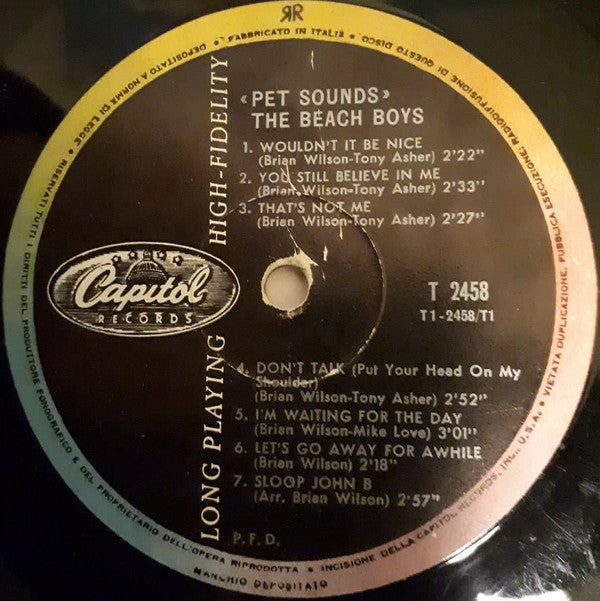 RR
FABBRICATO IN ITALIA
«PET SOUNDS»
THE BEACH BOYS
1. WOULDN'T IT BE NICE
(Brian Wilson-Tony Asher) 2'22"
2. YOU STILL BELIEVE IN ME
(Brian Wilson-Tony Asher) 2'33"
3. THAT'S NOT ME
(Brian Wilson-Tony Asher) 2'27"
Capitol
RECORDS
LONG PLAYING HIGH-FIDELITY
T 2458
T1-2458/T1
4. DON'T TALK (Put Your Head On My
Shoulder)
(Brian Wilson-Tony Asher) 2'52"
5. I'M WAITING FOR THE DAY
(Brian Wilson-Mike Love) 3'01"
6. LET'S GO AWAY FOR AWHILE
(Brian Wilson) 2'18"
7. SLOOP JOHN B
(Arr. Brian Wilson) 2'57"
P.F.D.
RISERVATI TUTTI I DIRITTI DEL PRODUTTORE FONOGRAFICO E DEL PROPRIETARIO DELL'OPERA RIPRODOTTA • INCISIONE DELLA CAPITOL RECORDS, INC., U.S.A. • VIETATA DUPLICAZIONE, PUBBLICA ESECUZIONE, RADIODIFFUSIONE DI QUESTO DISCO • DEPOSITATO A NORMA DI LEGGE •
MARCHIO DEPOSITATO